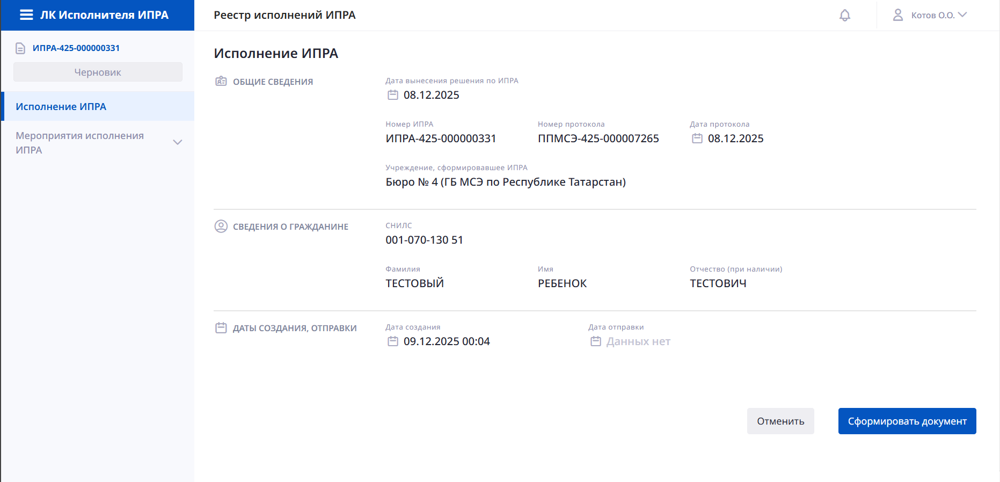 ЛК Исполнителя ИПРА
Реестр исполнений ИПРА
Котов О.О.
ИПРА-425-000000331
Черновик
Исполнение ИПРА
Мероприятия исполнения
ИПРА
Исполнение ИПРА
ОБЩИЕ СВЕДЕНИЯ
Дата вынесения решения по ИПРА
08.12.2025
Номер ИПРА
ИПРА-425-000000331
Номер протокола
ППМСЭ-425-000007265
Дата протокола
08.12.2025
Учреждение, сформировавшее ИПРА
Бюро № 4 (ГБ МСЭ по Республике Татарстан)
СВЕДЕНИЯ О ГРАЖДАНИНЕ
СНИЛС
001-070-130 51
Фамилия
ТЕСТОВЫЙ
Имя
РЕБЕНОК
Отчество (при наличии)
ТЕСТОВИЧ
ДАТЫ СОЗДАНИЯ, ОТПРАВКИ
Дата создания
09.12.2025 00:04
Дата отправки
Данных нет
Отменить
Сформировать документ